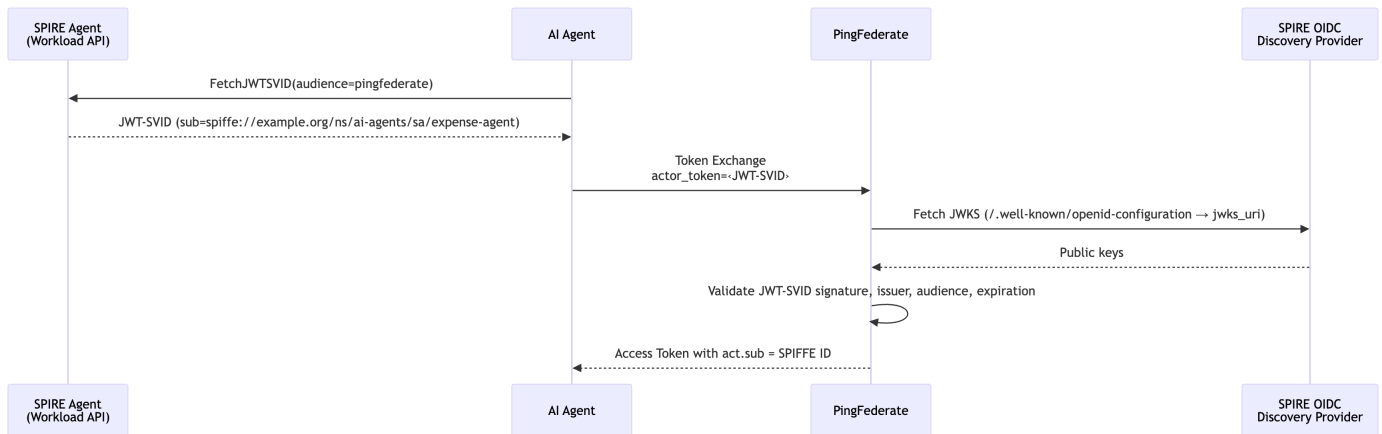 SPIRE Agent
(Workload API)
AI Agent
PingFederate
SPIRE OIDC
Discovery Provider
FetchJWTSVID(audience=pingfederate)
JWT-SVID (sub=spiffe://example.org/ns/ai-agents/sa/expense-agent)
Token Exchange
actor_token=‹JWT-SVID›
Fetch JWKS (/.well-known/openid-configuration → jwks_uri)
Public keys
Validate JWT-SVID signature, issuer, audience, expiration
Access Token with act.sub = SPIFFE ID
SPIRE Agent
(Workload API)
AI Agent
PingFederate
SPIRE OIDC
Discovery Provider